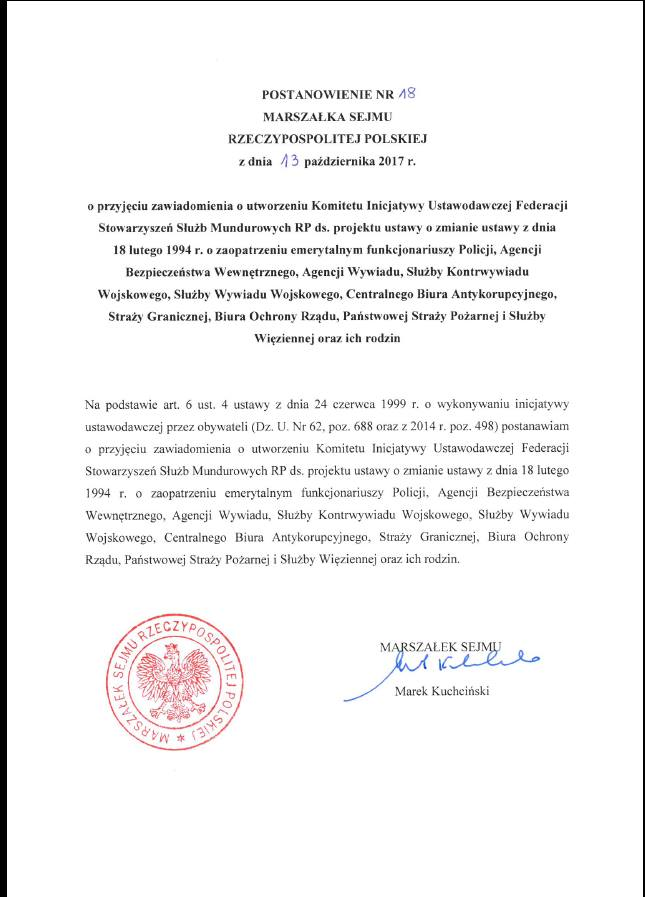 POSTANOWIENIE NR 18
MARSZAŁKA SEJMU
RZECZYPOSPOLITEJ POLSKIEJ
z dnia 13 października 2017 r.
o przyjęciu zawiadomienia o utworzeniu Komitetu Inicjatywy Ustawodawczej Federacji
Stowarzyszeń Służb Mundurowych RP ds. projektu ustawy o zmianie ustawy z dnia
18 lutego 1994 r. o zaopatrzeniu emerytalnym funkcjonariuszy Policji, Agencji
Bezpieczeństwa Wewnętrznego, Agencji Wywiadu, Służby Kontrwywiadu
Wojskowego, Służby Wywiadu Wojskowego, Centralnego Biura Antykorupcyjnego,
Straży Granicznej, Biura Ochrony Rządu, Państwowej Straży Pożarnej i Służby
Więziennej oraz ich rodzin
Na podstawie art. 6 ust. 4 ustawy z dnia 24 czerwca 1999 r. o wykonywaniu inicjatywy
ustawodawczej przez obywateli (Dz. U. Nr 62, poz. 688 oraz z 2014 r. poz. 498) postanawiam
o przyjęciu zawiadomienia o utworzeniu Komitetu Inicjatywy Ustawodawczej Federacji
Stowarzyszeń Służb Mundurowych RP ds. projektu ustawy o zmianie ustawy z dnia 18 lutego
1994 r. o zaopatrzeniu emerytalnym funkcjonariuszy Policji, Agencji Bezpieczeństwa
Wewnętrznego, Agencji Wywiadu, Służby Kontrwywiadu Wojskowego, Służby Wywiadu
Wojskowego, Centralnego Biura Antykorupcyjnego, Straży Granicznej, Biura Ochrony
Rządu, Państwowej Straży Pożarnej i Służby Więziennej oraz ich rodzin.
MARSZAŁEK SEJMU RZECZYPOSPOLITEJ POLSKIEJ *
MARSZAŁEK SEJMU
Marek Kuchciński